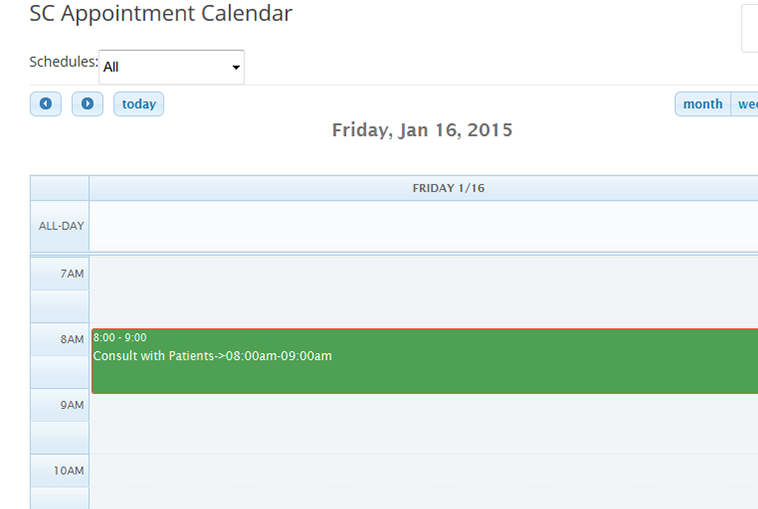 SC Appointment Calendar
Schedules: All
today
month
Friday, Jan 16, 2015
FRIDAY 1/16
ALL-DAY
7AM
8AM
8:00 - 9:00
Consult with Patients->08:00am-09:00am
9AM
10AM